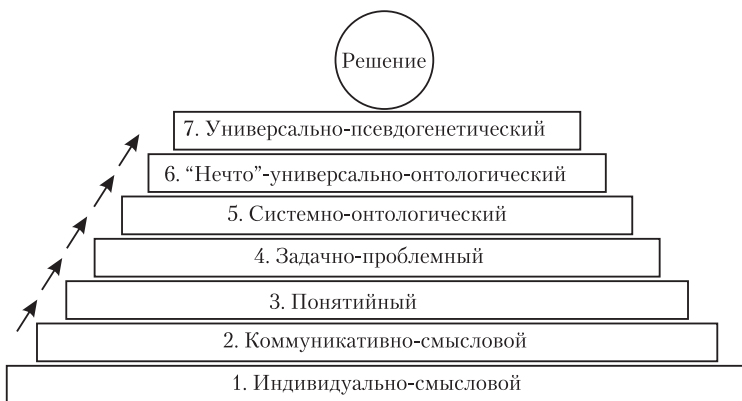 Решение
7. Универсально-псевдогенетический
6. “Нечто”-универсально-онтологический
5. Системно-онтологический
4. Задачно-проблемный
3. Понятийный
2. Коммуникативно-смысловой
1. Индивидуально-смысловой